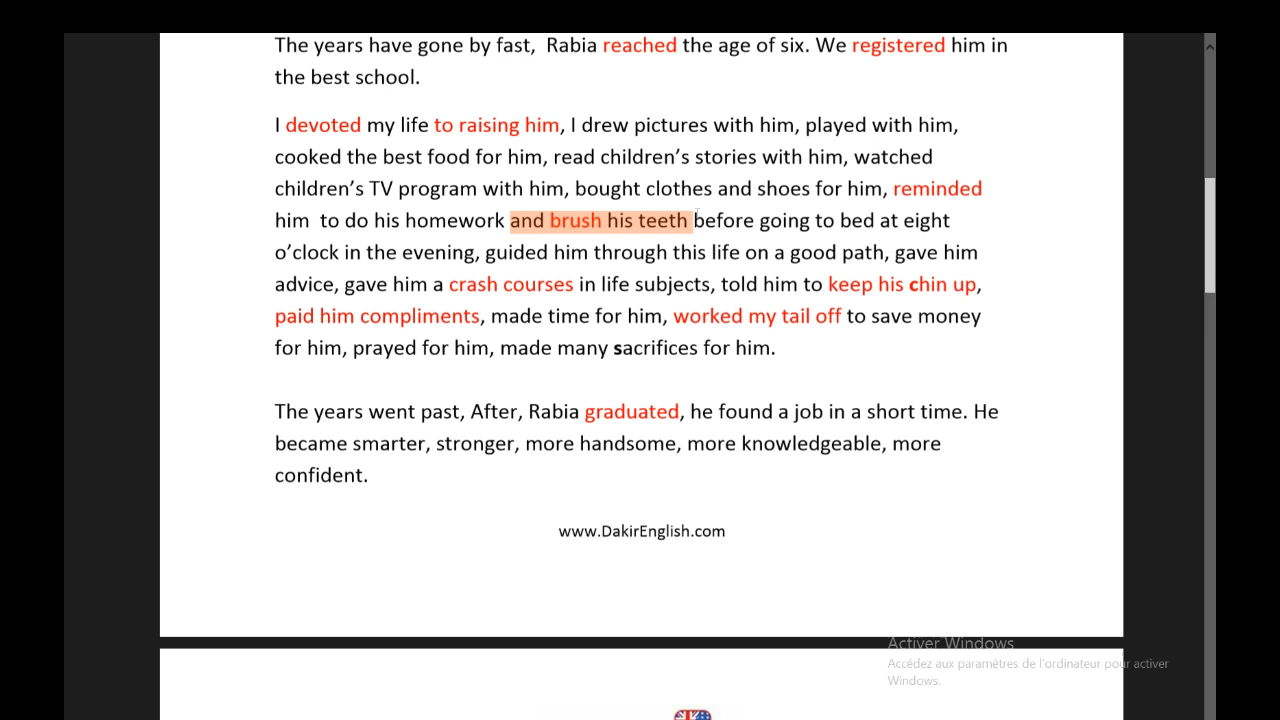 The years have gone by fast,  Rabia reached the age of six. We registered him in
the best school.
I devoted my life to raising him, I drew pictures with him, played with him,
cooked the best food for him, read children’s stories with him, watched
children’s TV program with him, bought clothes and shoes for him, reminded
him  to do his homework and brush his teeth before going to bed at eight
o’clock in the evening, guided him through this life on a good path, gave him
advice, gave him a crash courses in life subjects, told him to keep his chin up,
paid him compliments, made time for him, worked my tail off to save money
for him, prayed for him, made many sacrifices for him.
The years went past, After, Rabia graduated, he found a job in a short time. He
became smarter, stronger, more handsome, more knowledgeable, more
confident.
www.DakirEnglish.com
Activer Windows
Accédez aux paramètres de l'ordinateur pour activer
Windows.